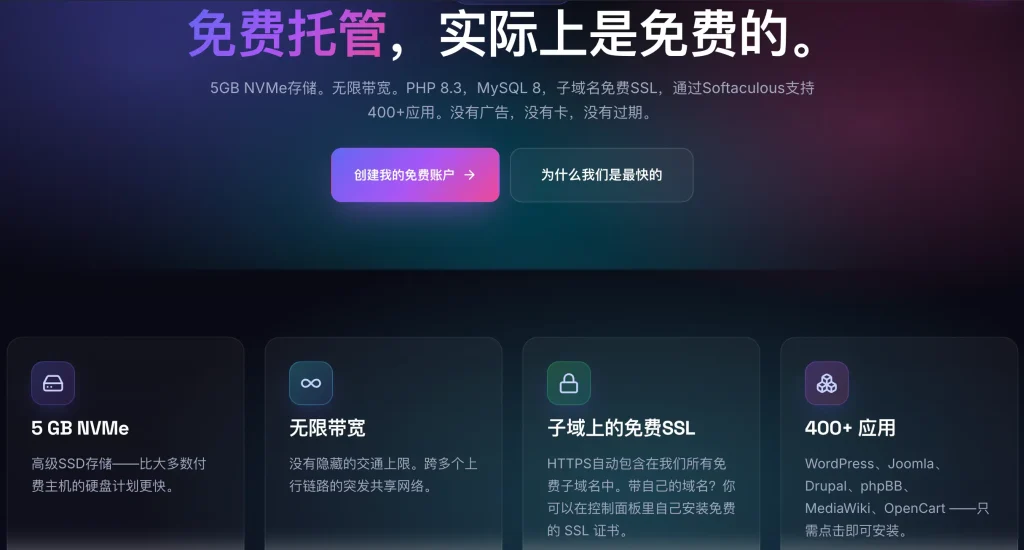 免费托管，实际上是免费的。
5GB NVMe存储。无限带宽。PHP 8.3，MySQL 8，子域名免费SSL，通过Softaculous支持
400+应用。没有广告，没有卡，没有过期。
创建我的免费账户 →
为什么我们是最快的
5 GB NVMe
高级SSD存储——比大多数付
费主机的硬盘计划更快。
无限带宽
没有隐藏的交通上限。跨多个上
行链路的突发共享网络。
子域上的免费SSL
HTTPS自动包含在我们所有免
费子域名中。带自己的域名？你
可以在控制面板里自己安装免费
的 SSL 证书。
400+ 应用
WordPress、Joomla、
Drupal、phpBB、
MediaWiki、OpenCart ——只
需点击即可安装。